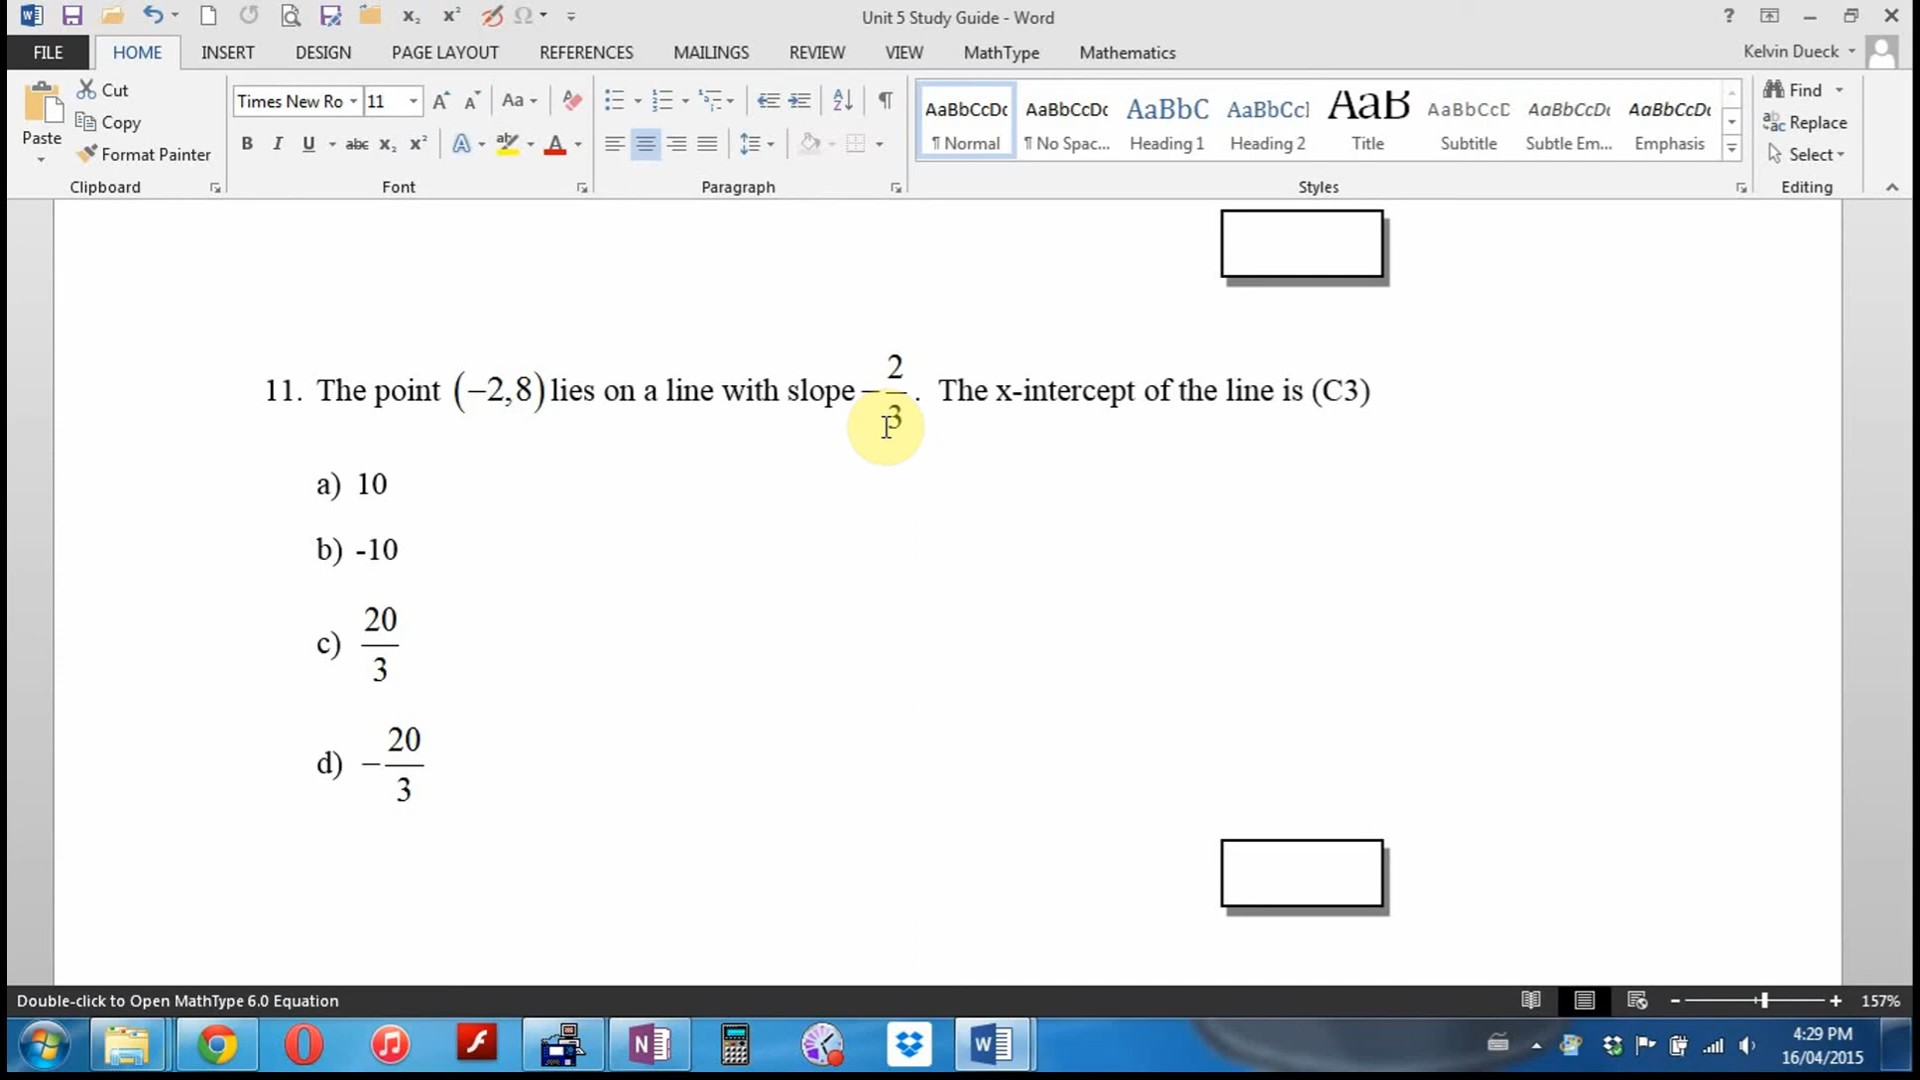 Unit 5 Study Guide - Word
?
FILE HOME INSERT DESIGN PAGE LAYOUT REFERENCES MAILINGS REVIEW VIEW MathType Mathematics Kelvin Dueck
Paste Cut Copy Format Painter
Times New Ro 11 Aa
B I U abc x₂ x² A A
AaBbCcDc AaBbCcDc AaBbC AaBbCcl AaB AaBbCcD AaBbCcDc AaBbCcDc
¶ Normal ¶ No Spac... Heading 1 Heading 2 Title Subtitle Subtle Em... Emphasis
Find
Replace
Select
Clipboard Font Paragraph Styles Editing
11. The point (−2,8) lies on a line with slope −2/3. The x-intercept of the line is (C3)
a) 10
b) -10
c) 20/3
d) −20/3
Double-click to Open MathType 6.0 Equation 157%
4:29 PM
16/04/2015